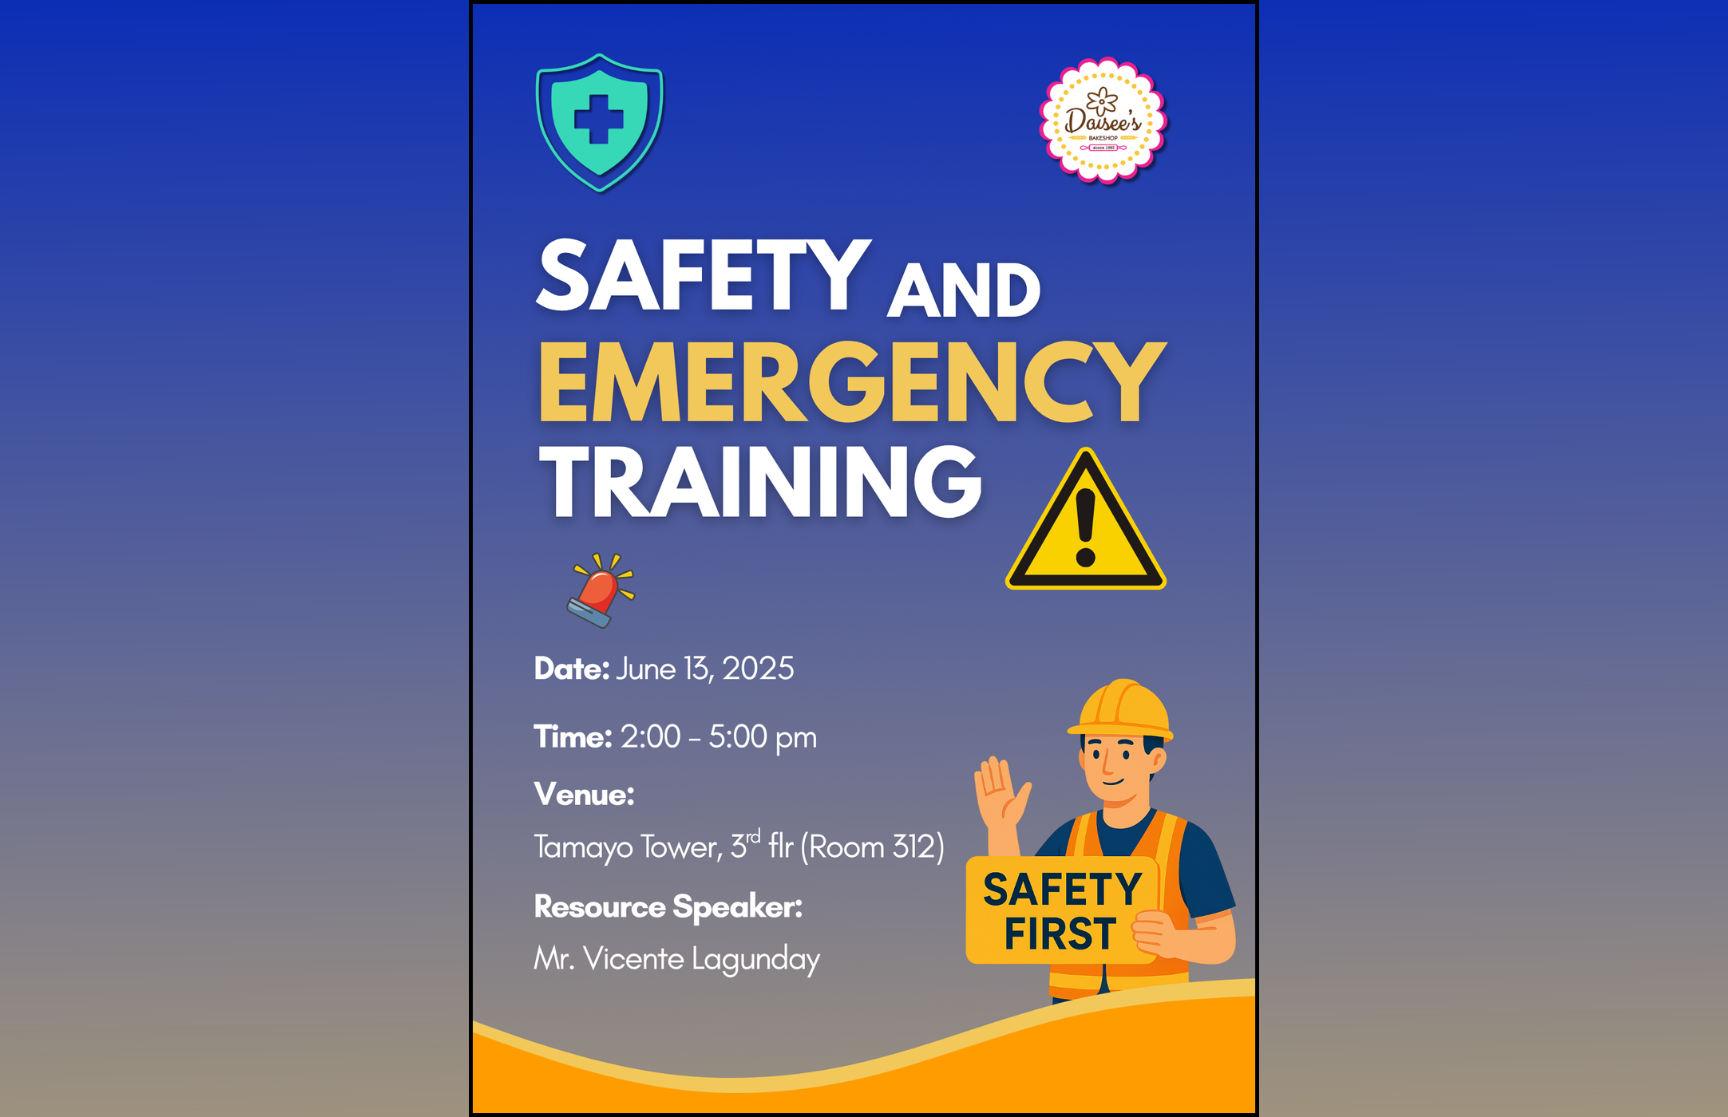 Daisee's
BAKESHOP
since 1982
SAFETY AND
EMERGENCY
TRAINING
Date: June 13, 2025
Time: 2:00 - 5:00 pm
Venue:
Tamayo Tower, 3rd flr (Room 312)
SAFETY
FIRST
Resource Speaker:
Mr. Vicente Lagunday